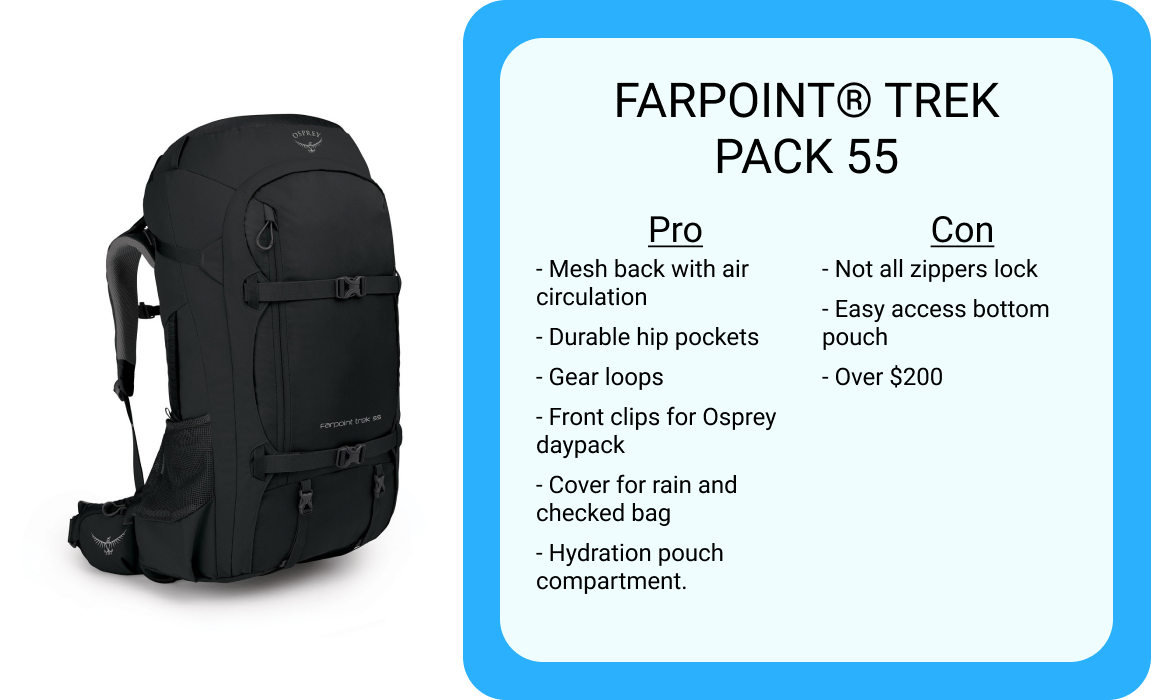 OSPREY
Farpoint trek 55
FARPOINT® TREK
PACK 55
Pro
- Mesh back with air
circulation
- Durable hip pockets
- Gear loops
- Front clips for Osprey
daypack
- Cover for rain and
checked bag
- Hydration pouch
compartment.
Con
- Not all zippers lock
- Easy access bottom
pouch
- Over $200